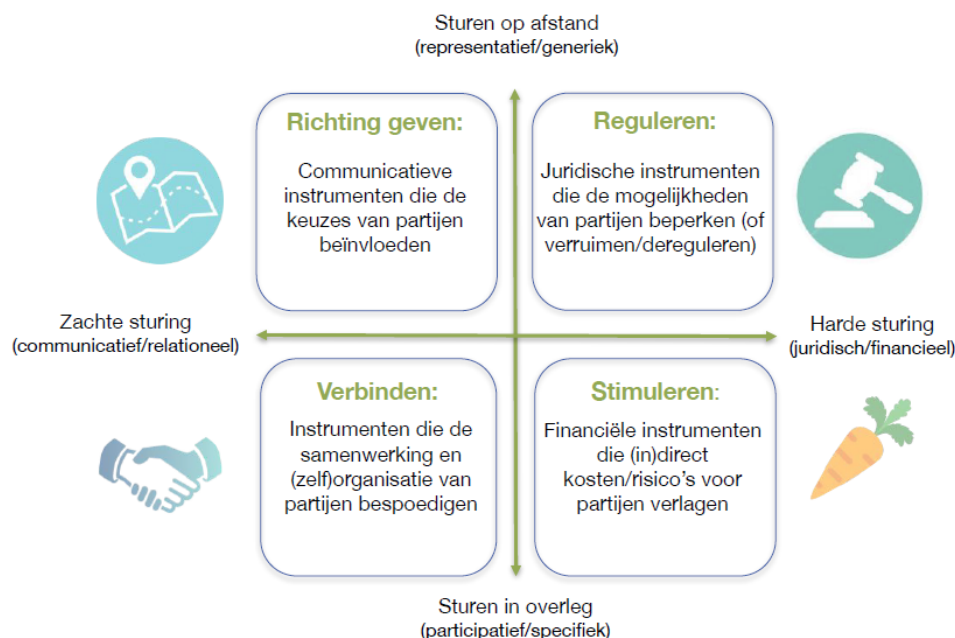 Sturen op afstand
(representatief/generiek)
Richting geven:
Communicatieve
instrumenten die de
keuzes van partijen
beïnvloeden
Reguleren:
Juridische instrumenten
die de mogelijkheden
van partijen beperken (of
verruimen/dereguleren)
Zachte sturing
(communicatief/relationeel)
Harde sturing
(juridisch/financieel)
Verbinden:
Instrumenten die de
samenwerking en
(zelf)organisatie van
partijen bespoedigen
Stimuleren:
Financiële instrumenten
die (in)direct
kosten/risico's voor
partijen verlagen
Sturen in overleg
(participatief/specifiek)